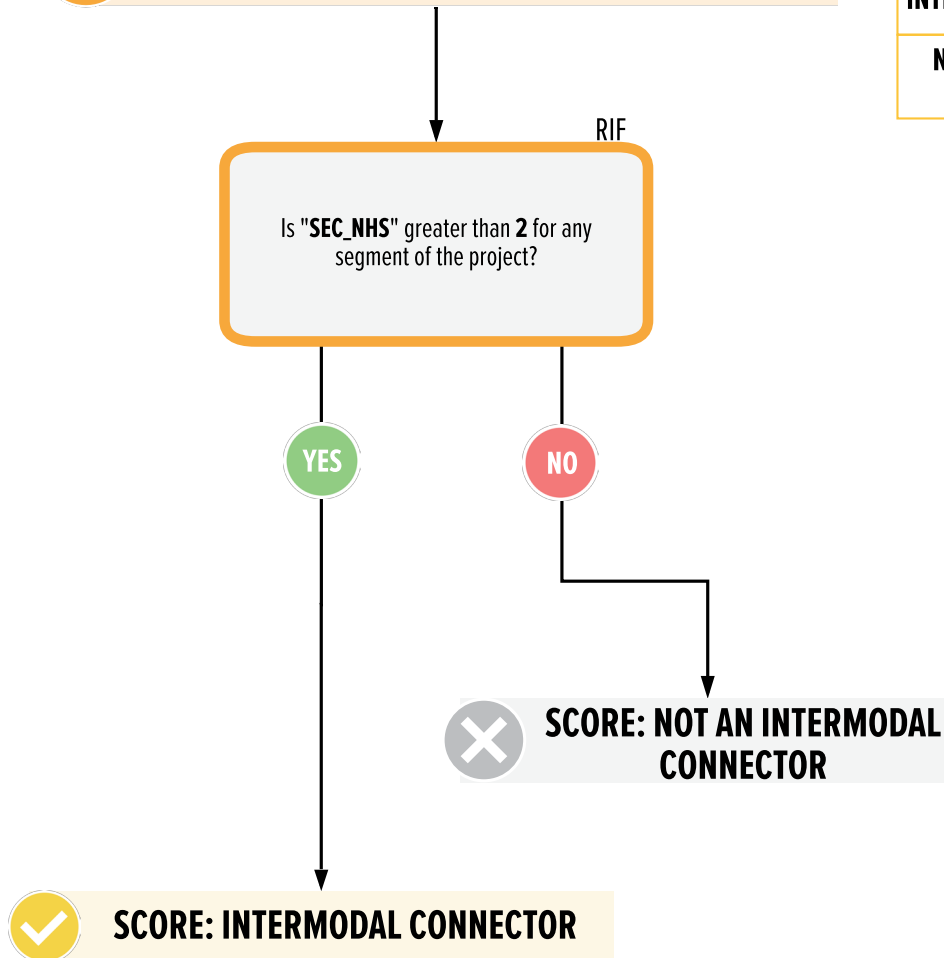 RIF
Is "SEC_NHS" greater than 2 for any
segment of the project?
YES
NO
SCORE: NOT AN INTERMODAL
CONNECTOR
SCORE: INTERMODAL CONNECTOR